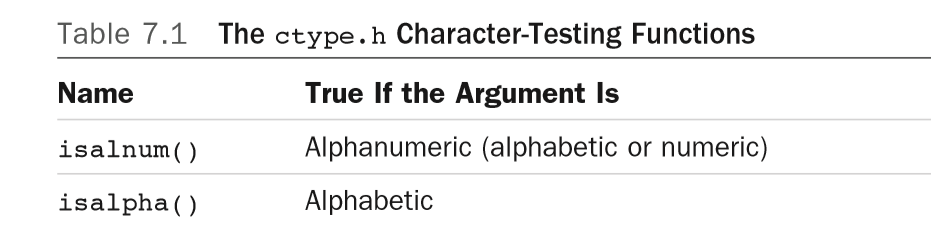 Table 7.1 The ctype.h Character-Testing Functions
Name True If the Argument Is
isalnum() Alphanumeric (alphabetic or numeric)
isalpha() Alphabetic